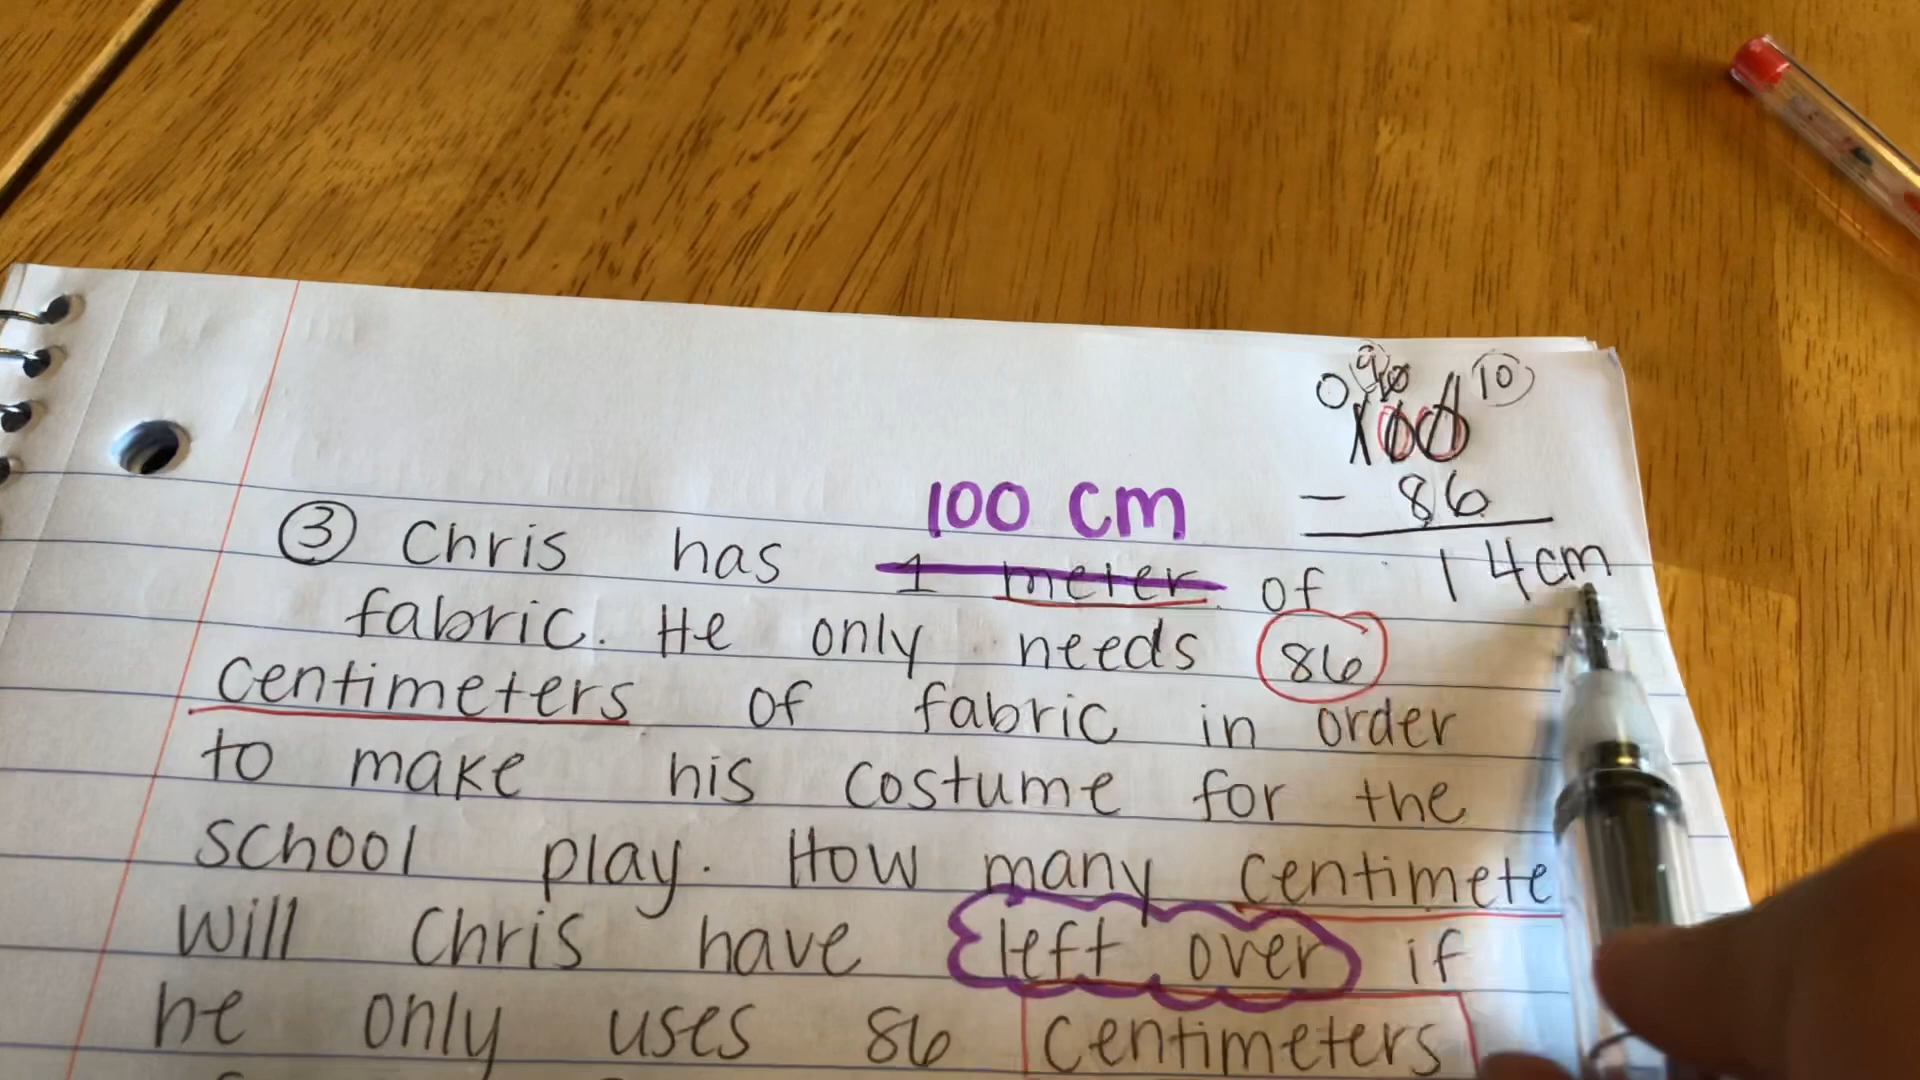 0 9 10 10
100
- 86
14cm
100 cm
③ Chris has 1 meter of
fabric. He only needs 86
centimeters of fabric in order
to make his costume for the
school play. How many centimete
will Chris have left over if
he only uses 86 centimeters